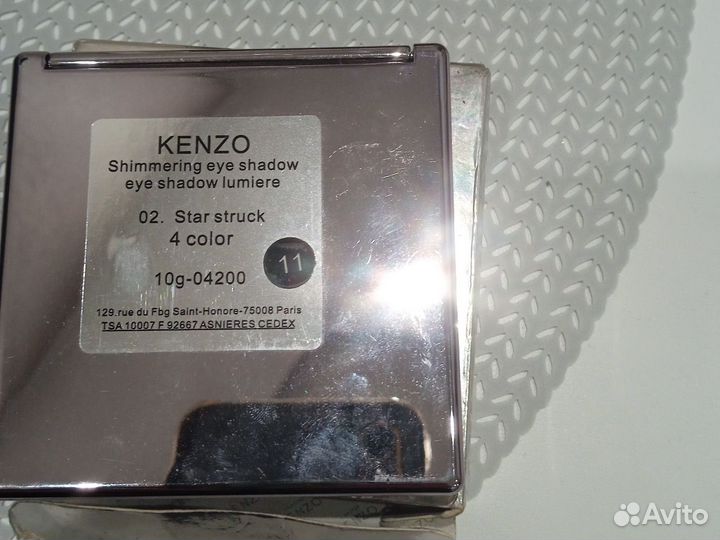 KENZO
Shimmering eye shadow
eye shadow lumiere
02. Star struck
4 color
10g-04200
11
129.rue du Fbg Saint-Honore-75008 Paris
TSA 10007 F 92667 ASNIERES CEDEX
KENZO
Avito